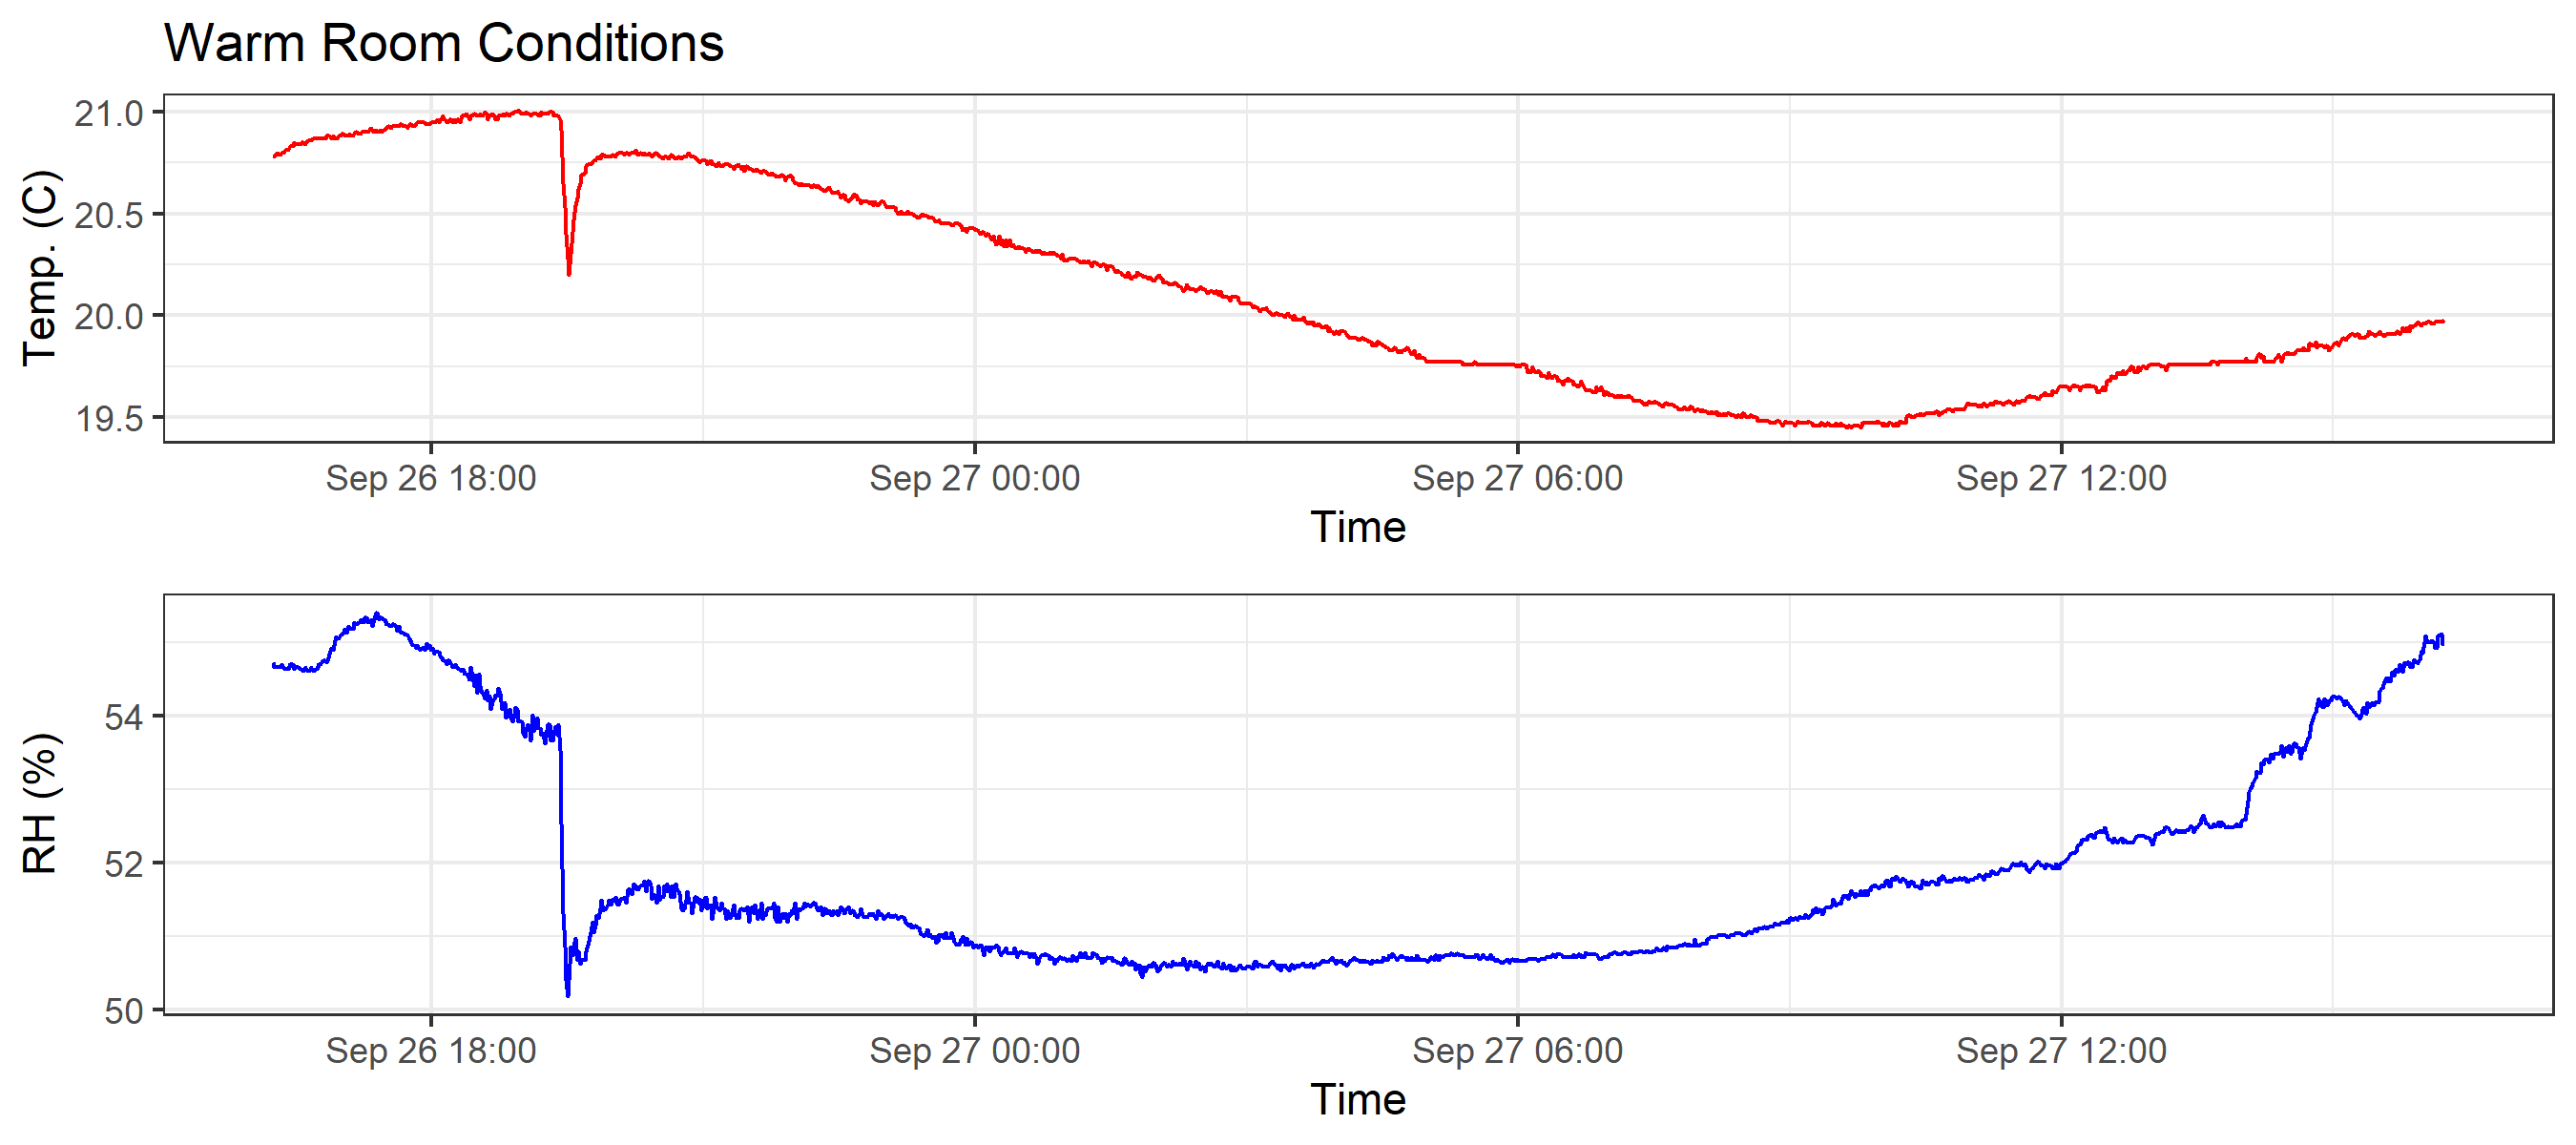 Warm Room Conditions
Temp. (C)
21.0
20.5
20.0
19.5
Sep 26 18:00 Sep 27 00:00 Sep 27 06:00 Sep 27 12:00
Time
RH (%)
54
52
50
Sep 26 18:00 Sep 27 00:00 Sep 27 06:00 Sep 27 12:00
Time